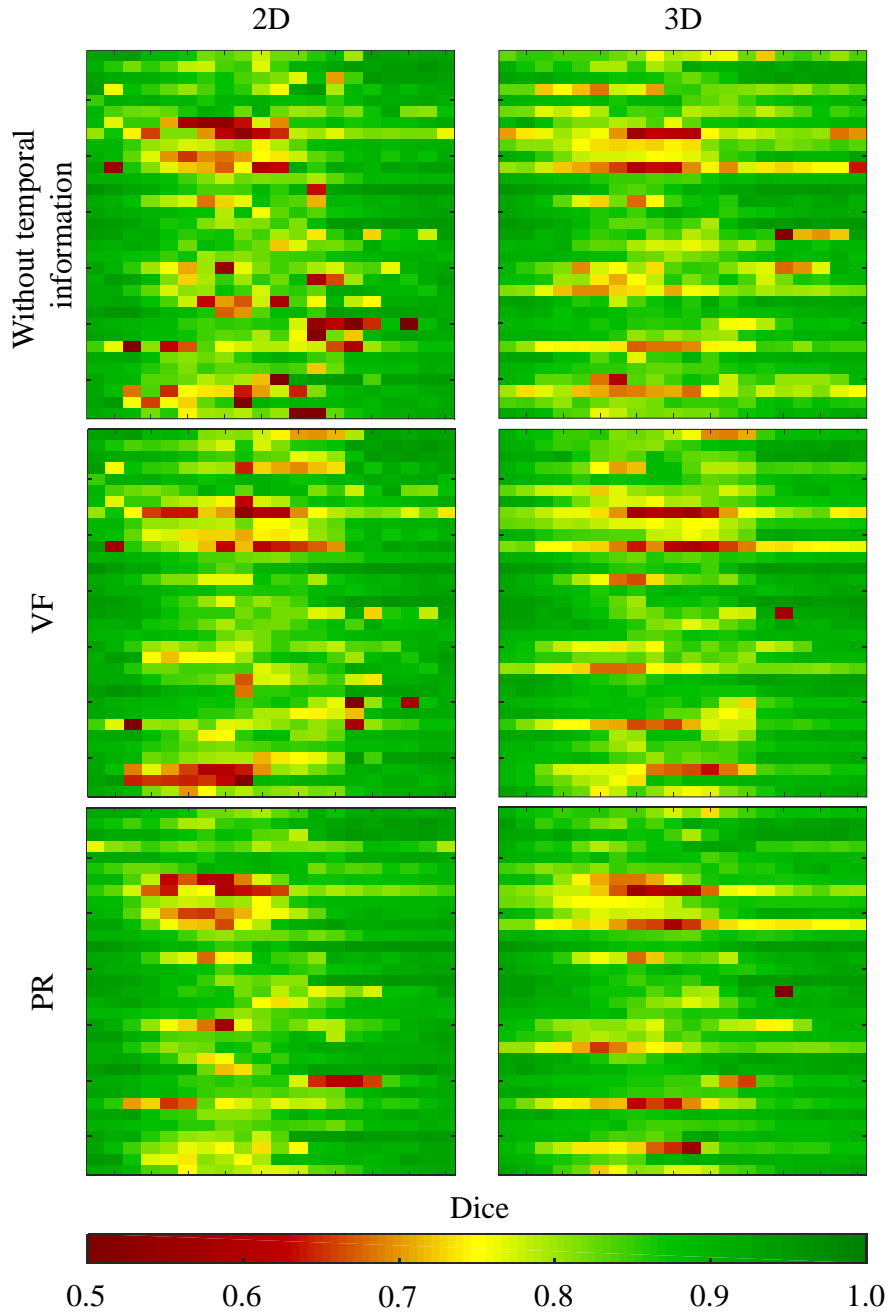 2D
3D
Without temporal
information
VF
PR
Dice
0.5
0.6
0.7
0.8
0.9
1.0